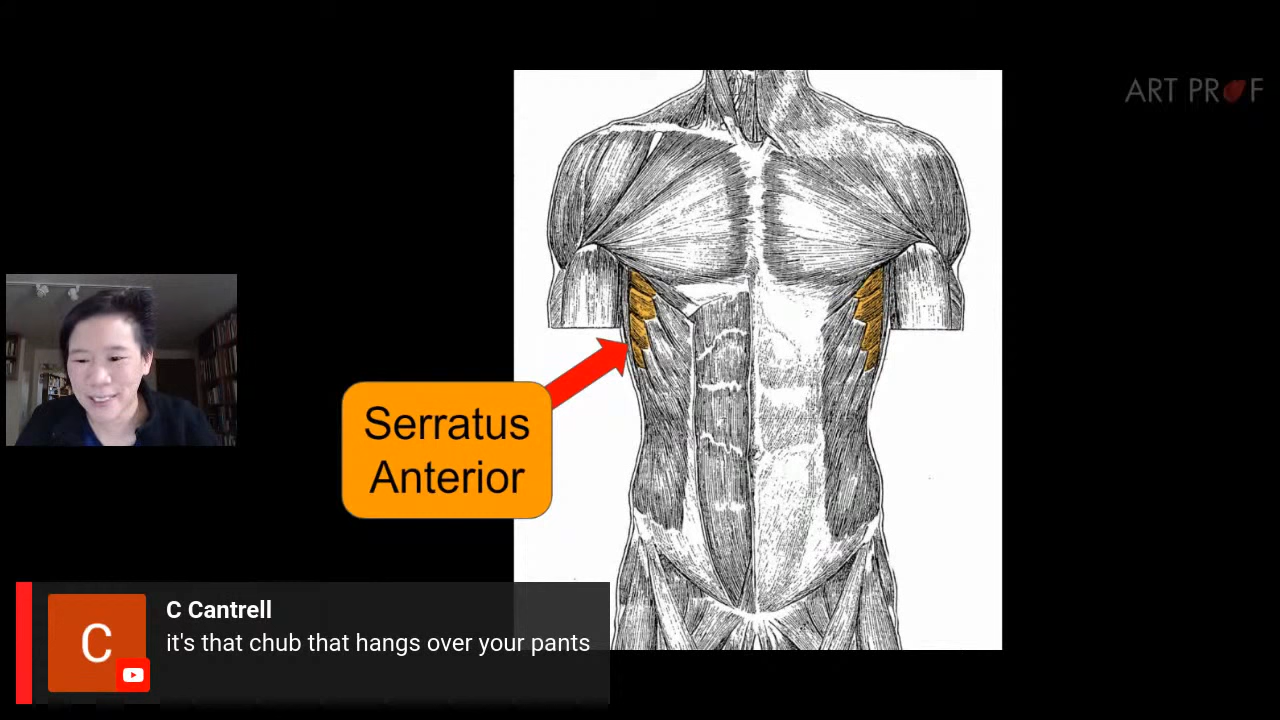 ART PROF
Serratus
Anterior
C Cantrell
C
it's that chub that hangs over your pants